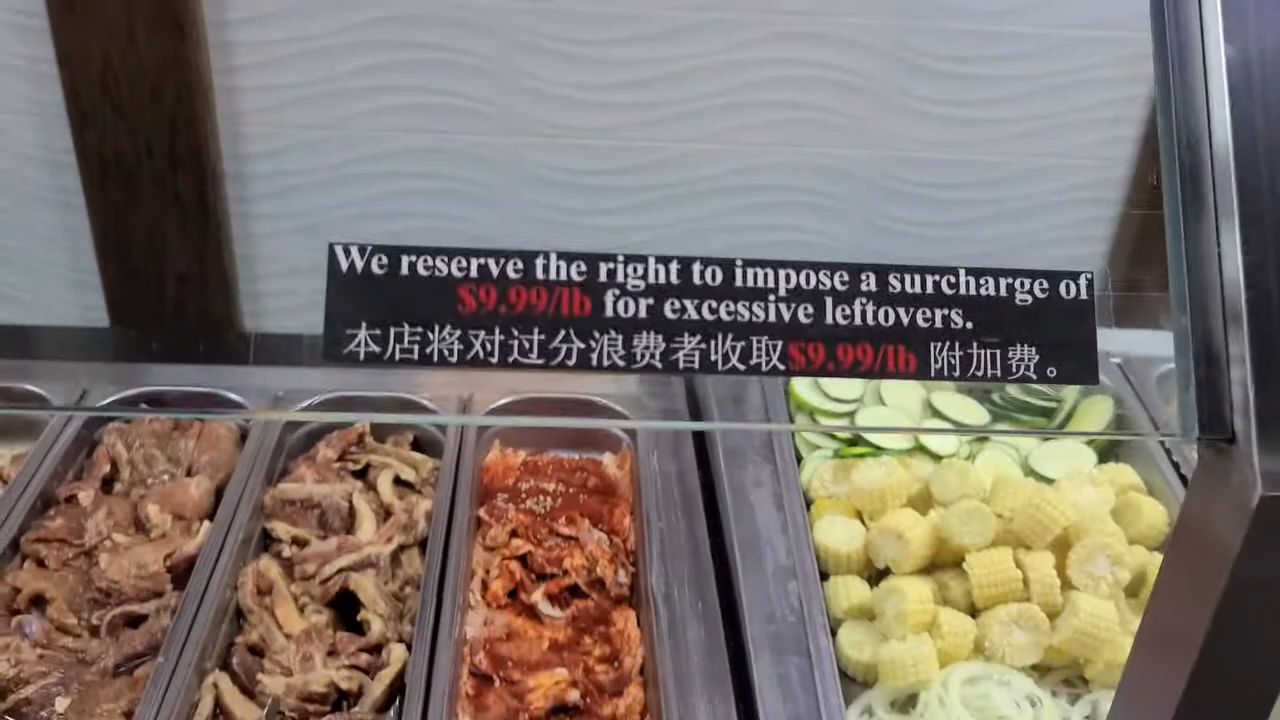 We reserve the right to impose a surcharge of
$9.99/lb for excessive leftovers.
本店将对过分浪费者收取$9.99/lb 附加费。